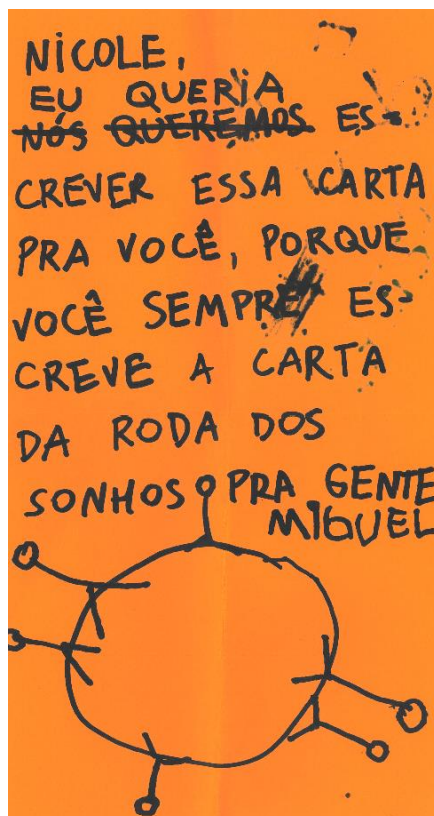 NICOLE,
EU QUERIA
NÓS QUEREMOS ES-
CREVER ESSA CARTA
PRA VOCÊ, PORQUE
VOCÊ SEMPRE ES-
CREVE A CARTA
DA RODA DOS
SONHOS PRA GENTE
MIGUEL